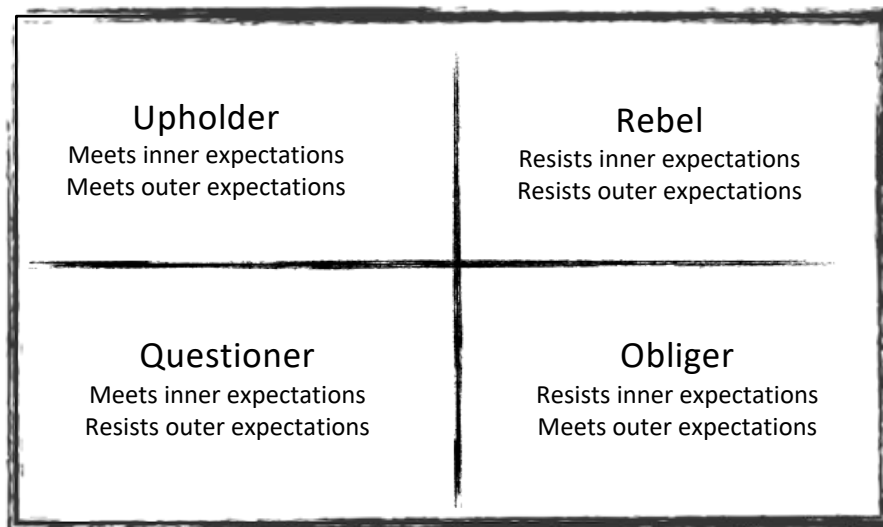 Upholder
Meets inner expectations
Meets outer expectations
Rebel
Resists inner expectations
Resists outer expectations
Questioner
Meets inner expectations
Resists outer expectations
Obliger
Resists inner expectations
Meets outer expectations